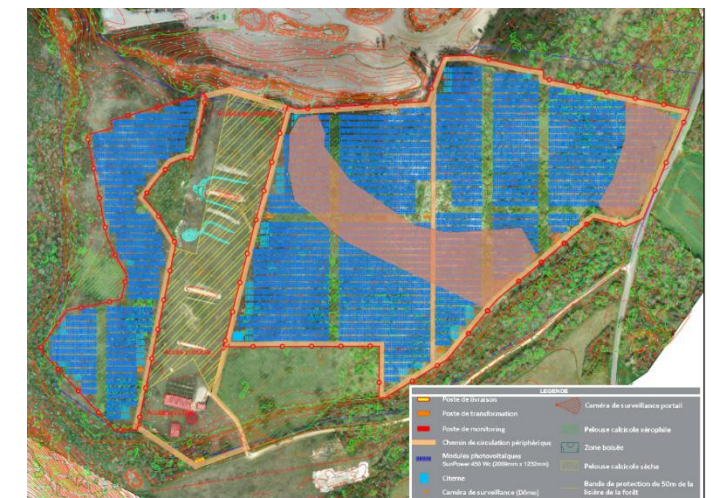 LEGENDE
Poste de livraison
Poste de transformation
Poste de monitoring
Chemin de circulation périphérique
Modules photovoltaïques
SunPower 450 Wc (2009mm x 1232mm)
Citerne
Caméra de surveillance (Dôme)
Caméra de surveillance portail
Pelouse calcicole xérophile
Zone boisée
Pelouse calcicole sèche
Bande de protection de 50m de la
lisière de la forêt